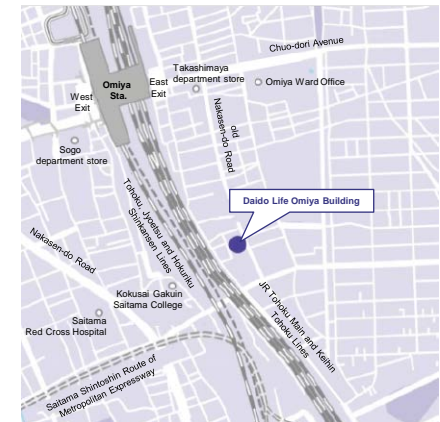 Chuo-dori Avenue
Takashimaya
department store
Omiya Ward Office
Omiya
Sta.
East
Exit
West
Exit
old
Nakasen-do Road
Sogo
department store
Daido Life Omiya Building
Tohoku, Jyoetsu and Hokuriku
Shinkansen Lines
Nakasen-do Road
Kokusai Gakuin
Saitama College
JR Tohoku Main and Keihin
Tohoku Lines
Saitama
Red Cross Hospital
Saitama Shintoshin Route of
Metropolitan Expressway